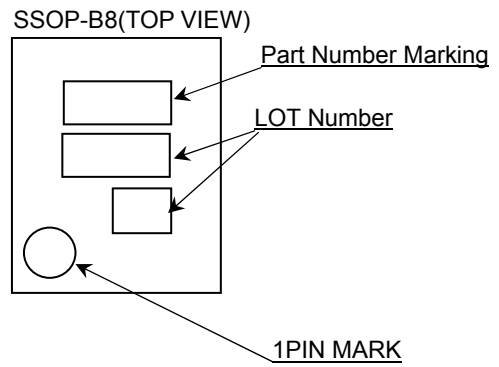 SSOP-B8(TOP VIEW)
Part Number Marking
LOT Number
1PIN MARK